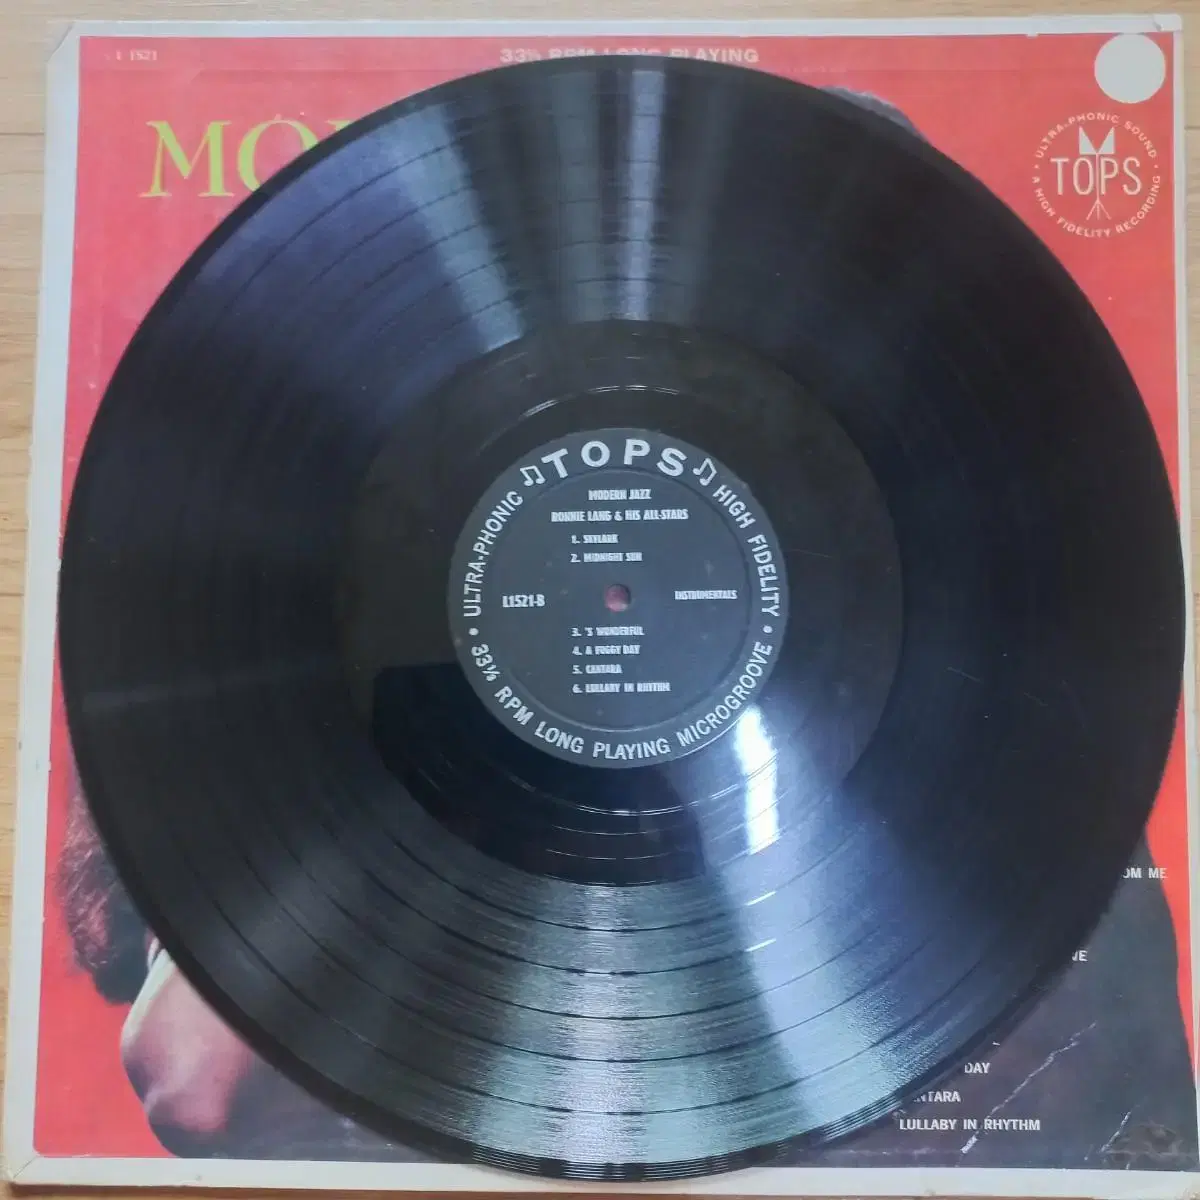 L 1521
33⅓ RPM LONG PLAYING
MO
ULTRA-PHONIC SOUND
TOPS
A HIGH FIDELITY RECORDING
TOPS
ULTRA-PHONIC
HIGH FIDELITY
MODERN JAZZ
RONNIE LANG & HIS ALL-STARS
1. SKYLARK
2. MIDNIGHT SUN
L1521-B
INSTRUMENTALS
3. 'S WONDERFUL
4. A FOGGY DAY
5. CANTARA
6. LULLABY IN RHYTHM
33⅓ RPM LONG PLAYING MICROGROOVE
OM ME
NE
DAY
NTARA
LULLABY IN RHYTHM